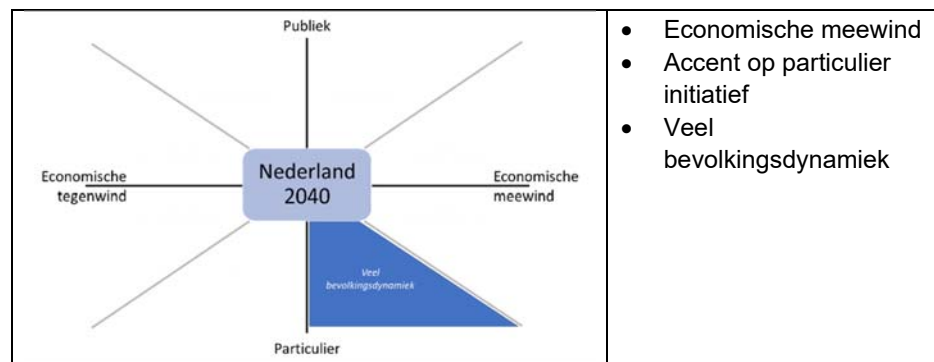 Publiek
Economische
tegenwind
Nederland
2040
Economische
meewind
Veel
bevolkingsdynamiek
Particulier
• Economische meewind
• Accent op particulier
initiatief
• Veel
bevolkingsdynamiek